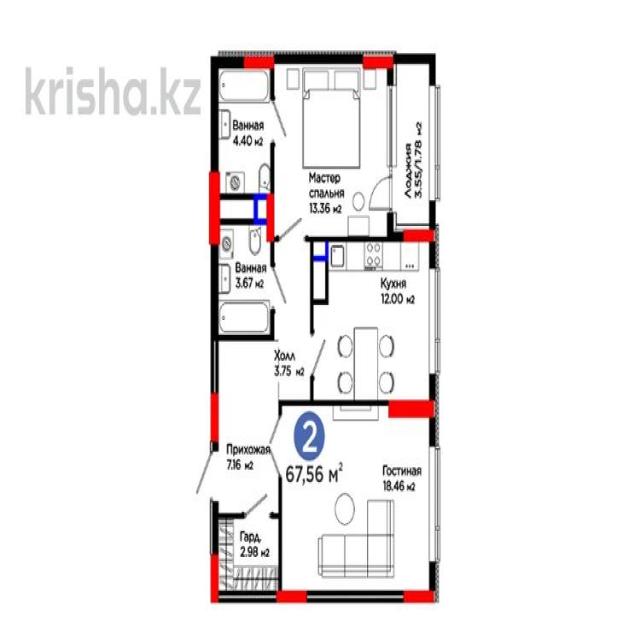 krisha.kz
Ванная
4.40 м2
Мастер
спальня
13.36 м2
Лоджия
3.55/1.78 м2
Ванная
3.67 м2
Кухня
12.00 м2
Холл
3.75 м2
2
67,56 м2
Прихожая
7.16 м2
Гостиная
18.46 м2
Гард.
2.98 м2